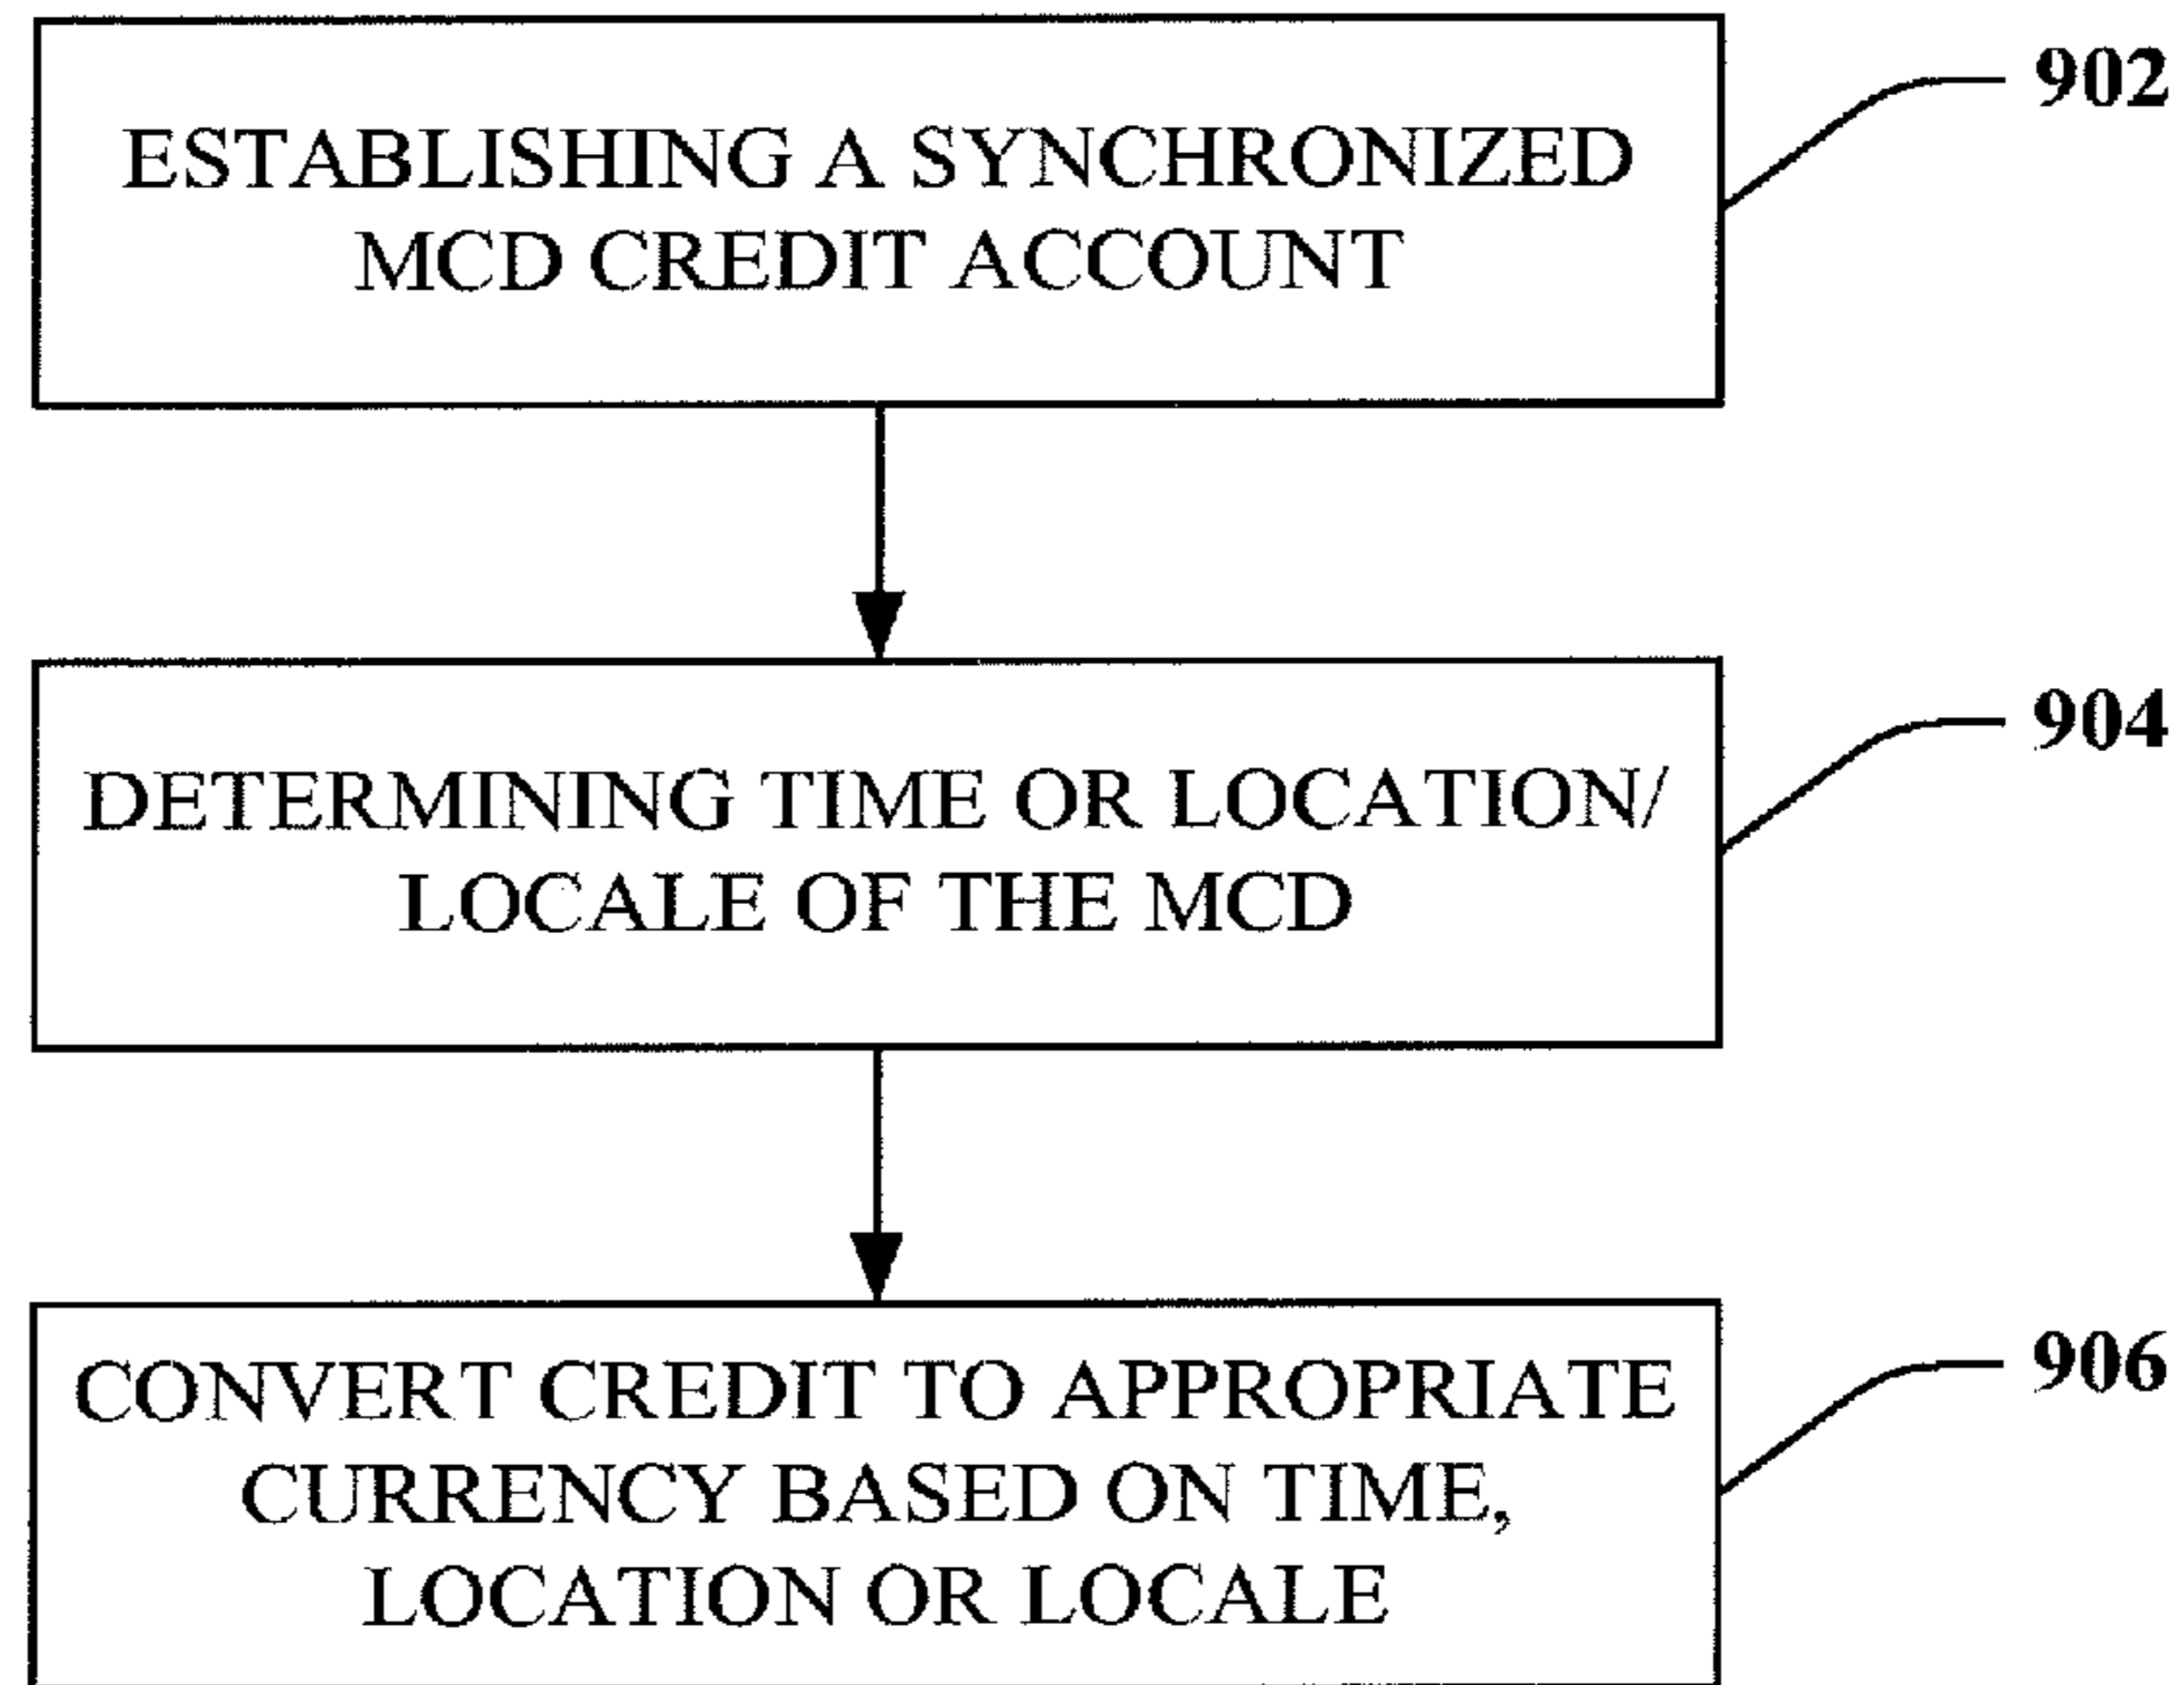 ESTABLISHING A SYNCHRONIZED
MCD CREDIT ACCOUNT
902
DETERMINING TIME OR LOCATION/
LOCALE OF THE MCD
904
CONVERT CREDIT TO APPROPRIATE
CURRENCY BASED ON TIME,
LOCATION OR LOCALE
906